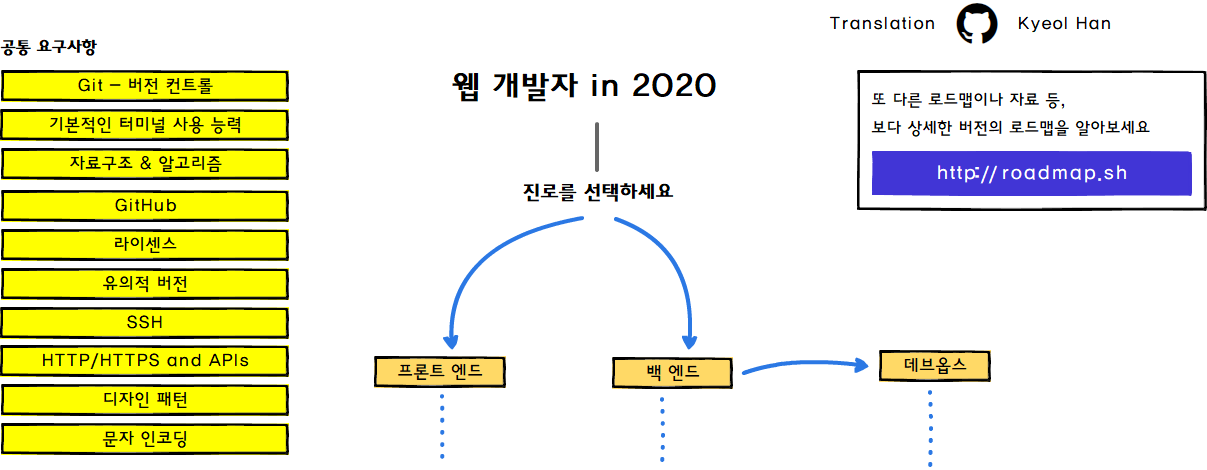 Translation Kyeol Han
공통 요구사항
Git - 버전 컨트롤
기본적인 터미널 사용 능력
자료구조 & 알고리즘
GitHub
라이센스
유의적 버전
SSH
HTTP/HTTPS and APIs
디자인 패턴
문자 인코딩
웹 개발자 in 2020
진로를 선택하세요
프론트 엔드
백 엔드
데브옵스
또 다른 로드맵이나 자료 등,
보다 상세한 버전의 로드맵을 알아보세요
http://roadmap.sh